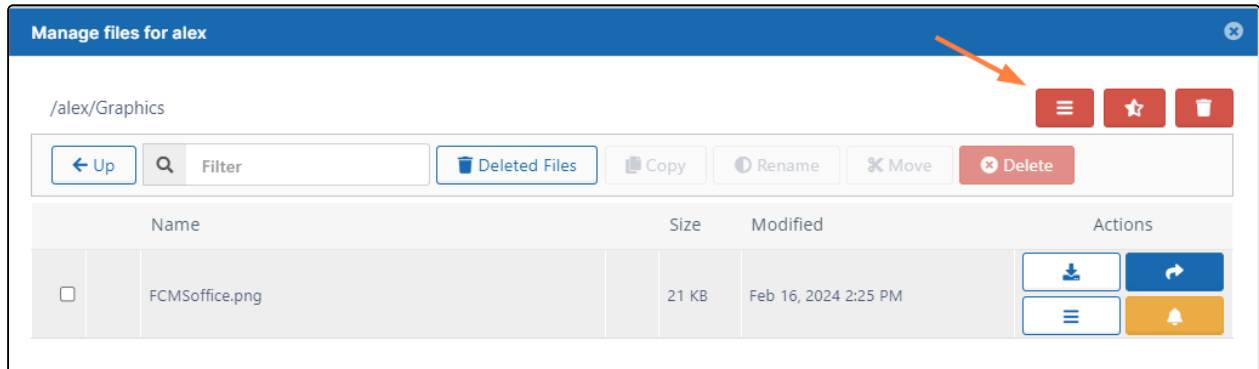 Manage files for alex
/alex/Graphics
Up Filter Deleted Files Copy Rename Move Delete
Name Size Modified Actions
FCMSoffice.png 21 KB Feb 16, 2024 2:25 PM